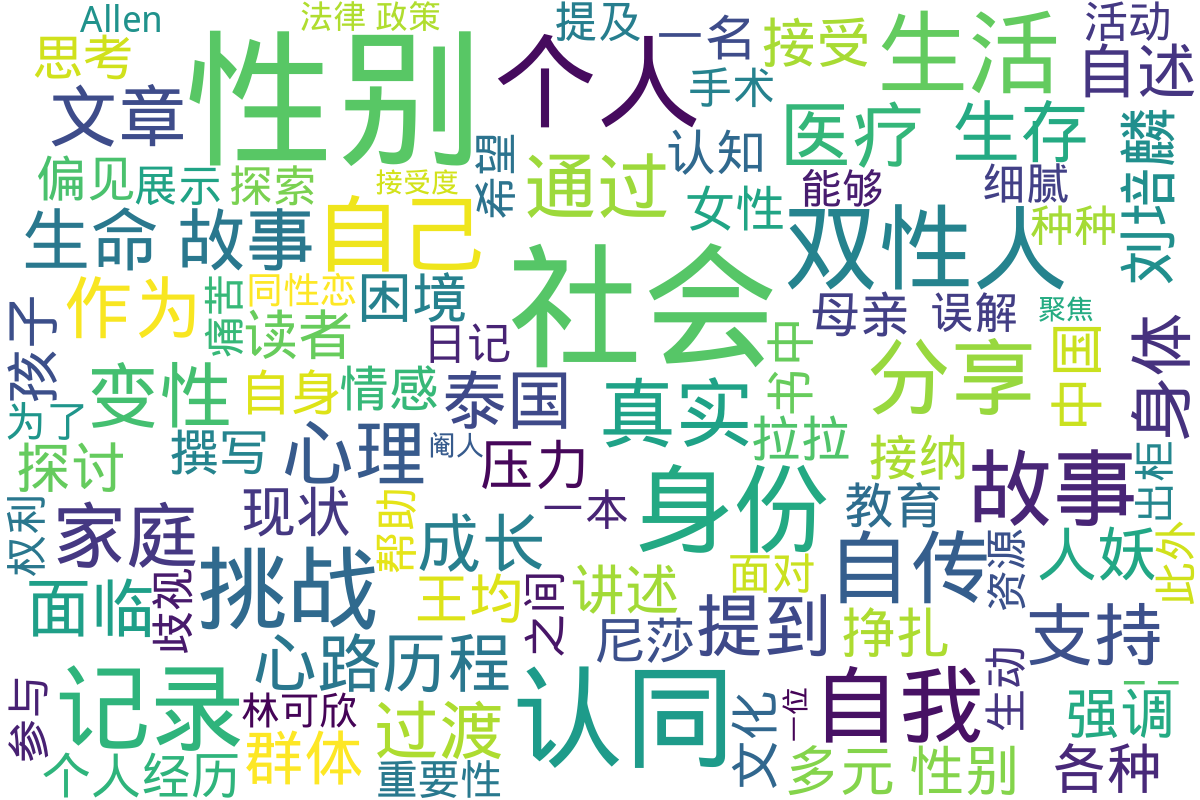 Allen
法律 政策
提及
一名
接受
生活
活动
思考
性别
个人
手术
自述
文章
医疗
生存
刘培麟
偏见
展示
探索
接受度
希望
通过
认知
女性
能够
细腻
种种
生命
故事
自己
社会
双性人
作为
痛苦
同性恋
困境
读者
日记
母亲
误解
聚焦
孩子
中
书
分享
中国
身体
为了
变性
自身
情感
泰国
真实
拉拉
探讨
撰写
心理
阉人
压力
身份
接纳
故事
出柜
权利
家庭
现状
帮助
成长
一本
教育
自传
资源
人妖
此外
面临
歧视
挑战
王均
之间
讲述
面对
尼莎
提到
挣扎
支持
心路历程
参与
记录
林可欣
过渡
认同
文化
一位
自我
生动
强调
个人经历
群体
重要性
多元 性别
各种